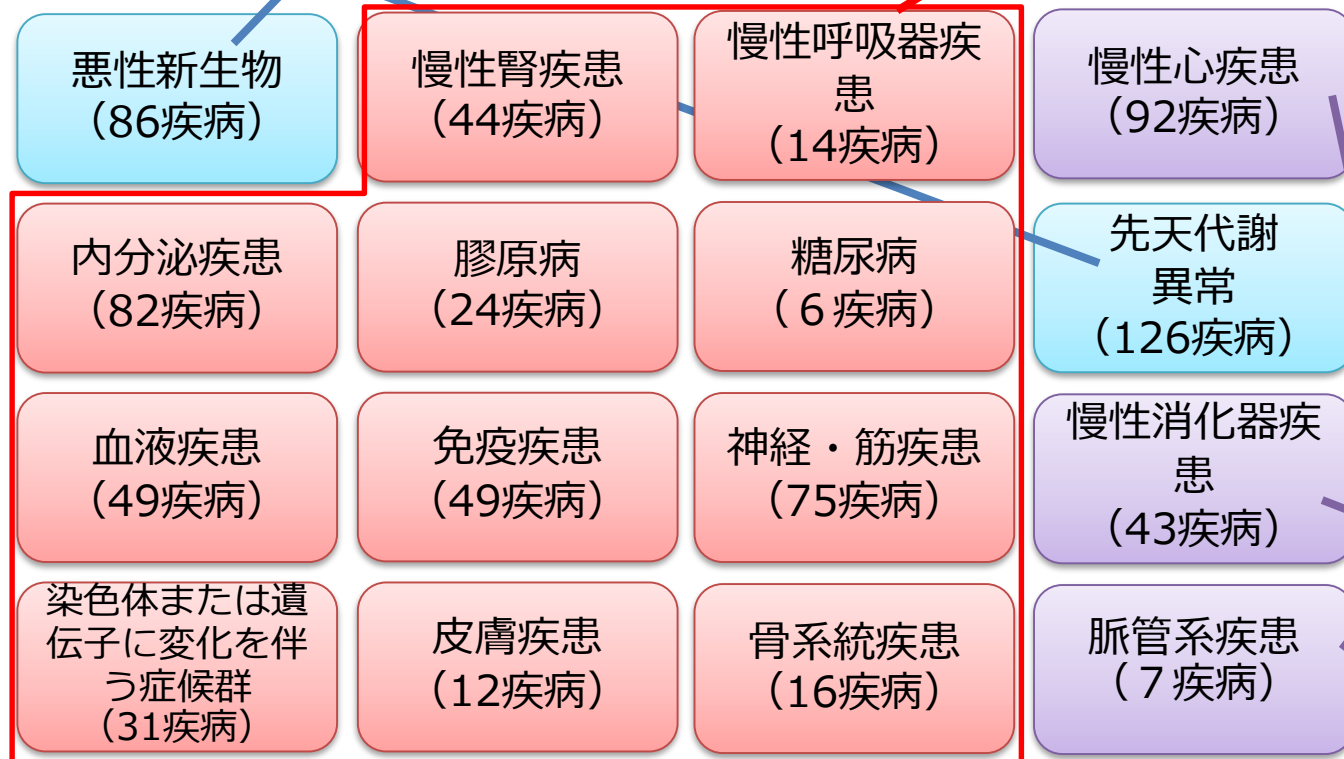 悪性新生物
（86疾病）
慢性腎疾患
（44疾病）
慢性呼吸器疾
患
（14疾病）
慢性心疾患
（92疾病）
内分泌疾患
（82疾病）
膠原病
（24疾病）
糖尿病
（６疾病）
先天代謝
異常
（126疾病）
血液疾患
（49疾病）
免疫疾患
（49疾病）
神経・筋疾患
（75疾病）
慢性消化器疾
患
（43疾病）
染色体または遺
伝子に変化を伴
う症候群
（31疾病）
皮膚疾患
（12疾病）
骨系統疾患
（16疾病）
脈管系疾患
（７疾病）